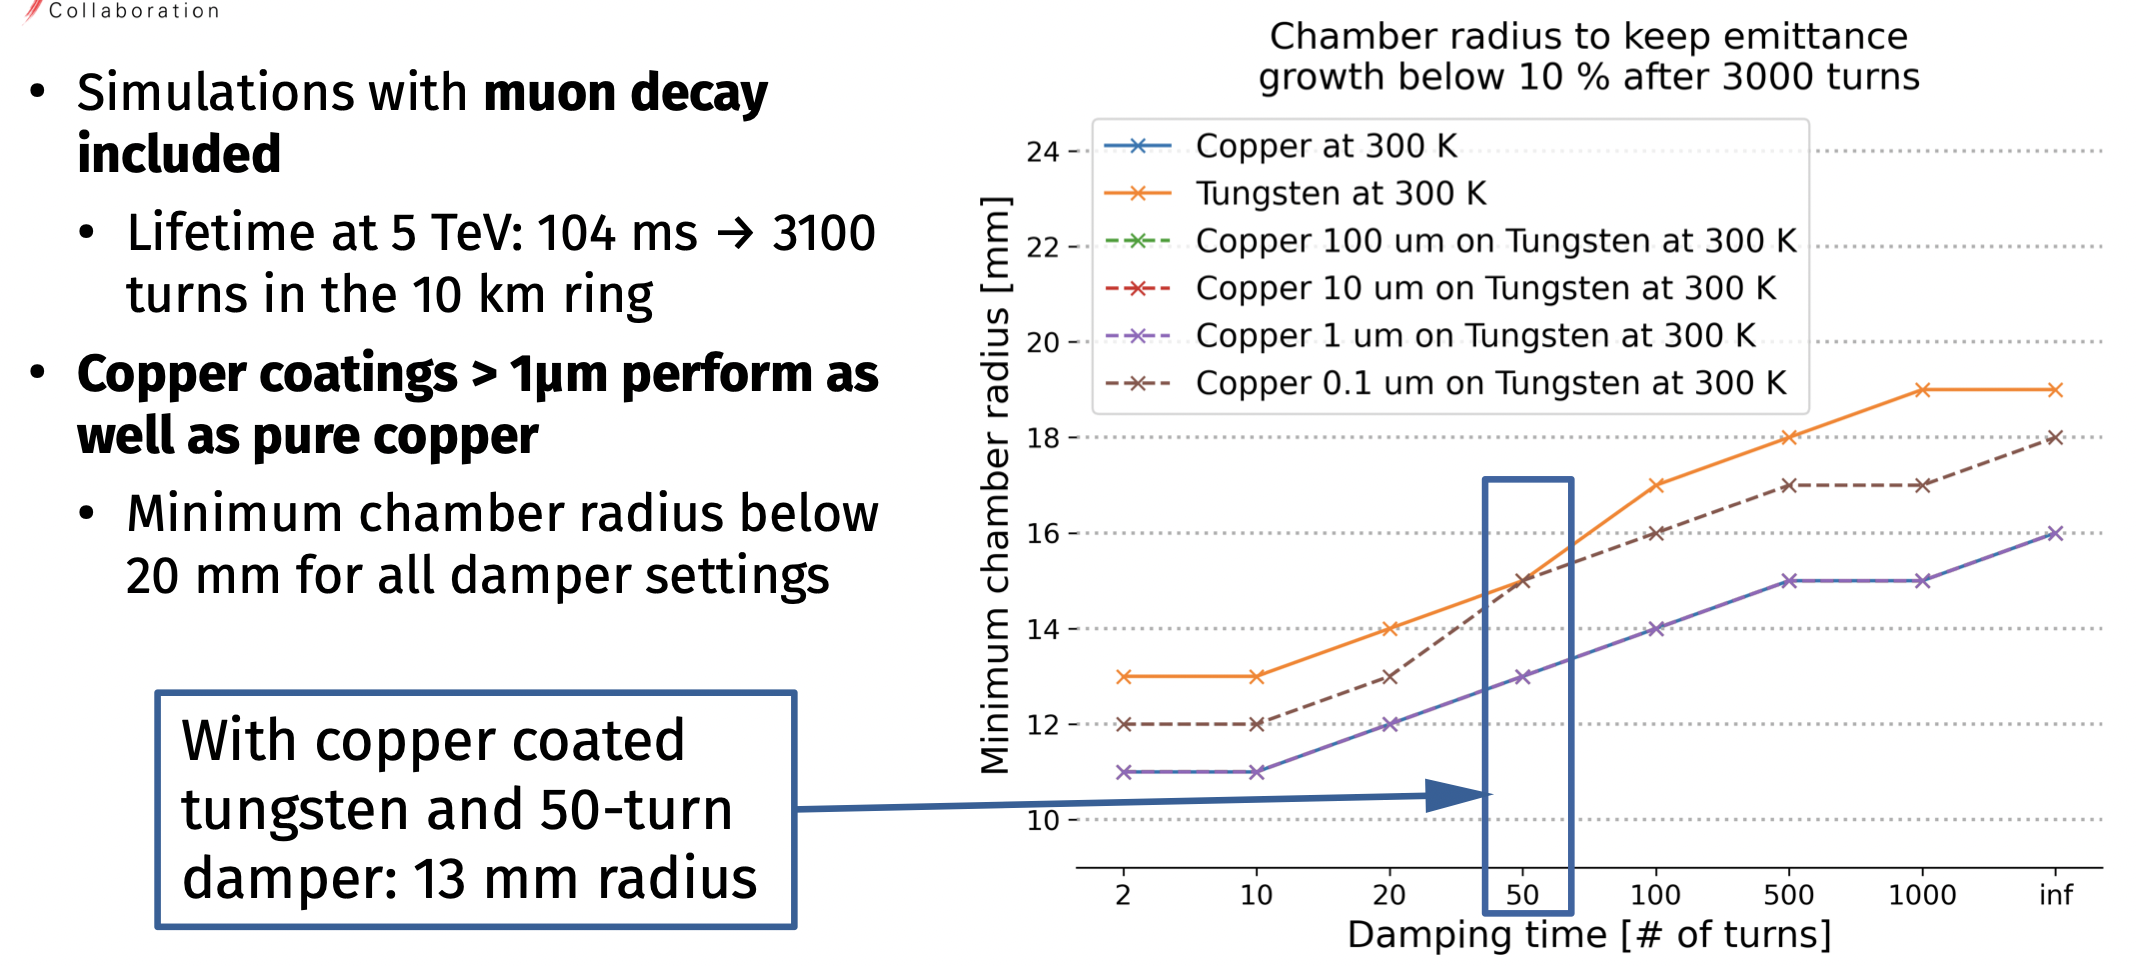 Collaboration
• Simulations with muon decay
included
• Lifetime at 5 TeV: 104 ms → 3100
turns in the 10 km ring
• Copper coatings > 1µm perform as
well as pure copper
• Minimum chamber radius below
20 mm for all damper settings
With copper coated
tungsten and 50-turn
damper: 13 mm radius
Chamber radius to keep emittance
growth below 10 % after 3000 turns
Copper at 300 K
Tungsten at 300 K
Copper 100 um on Tungsten at 300 K
Copper 10 um on Tungsten at 300 K
Copper 1 um on Tungsten at 300 K
Copper 0.1 um on Tungsten at 300 K
Minimum chamber radius [mm]
24
22
20
18
16
14
12
10
2 10 20 50 100 500 1000 inf
Damping time [# of turns]